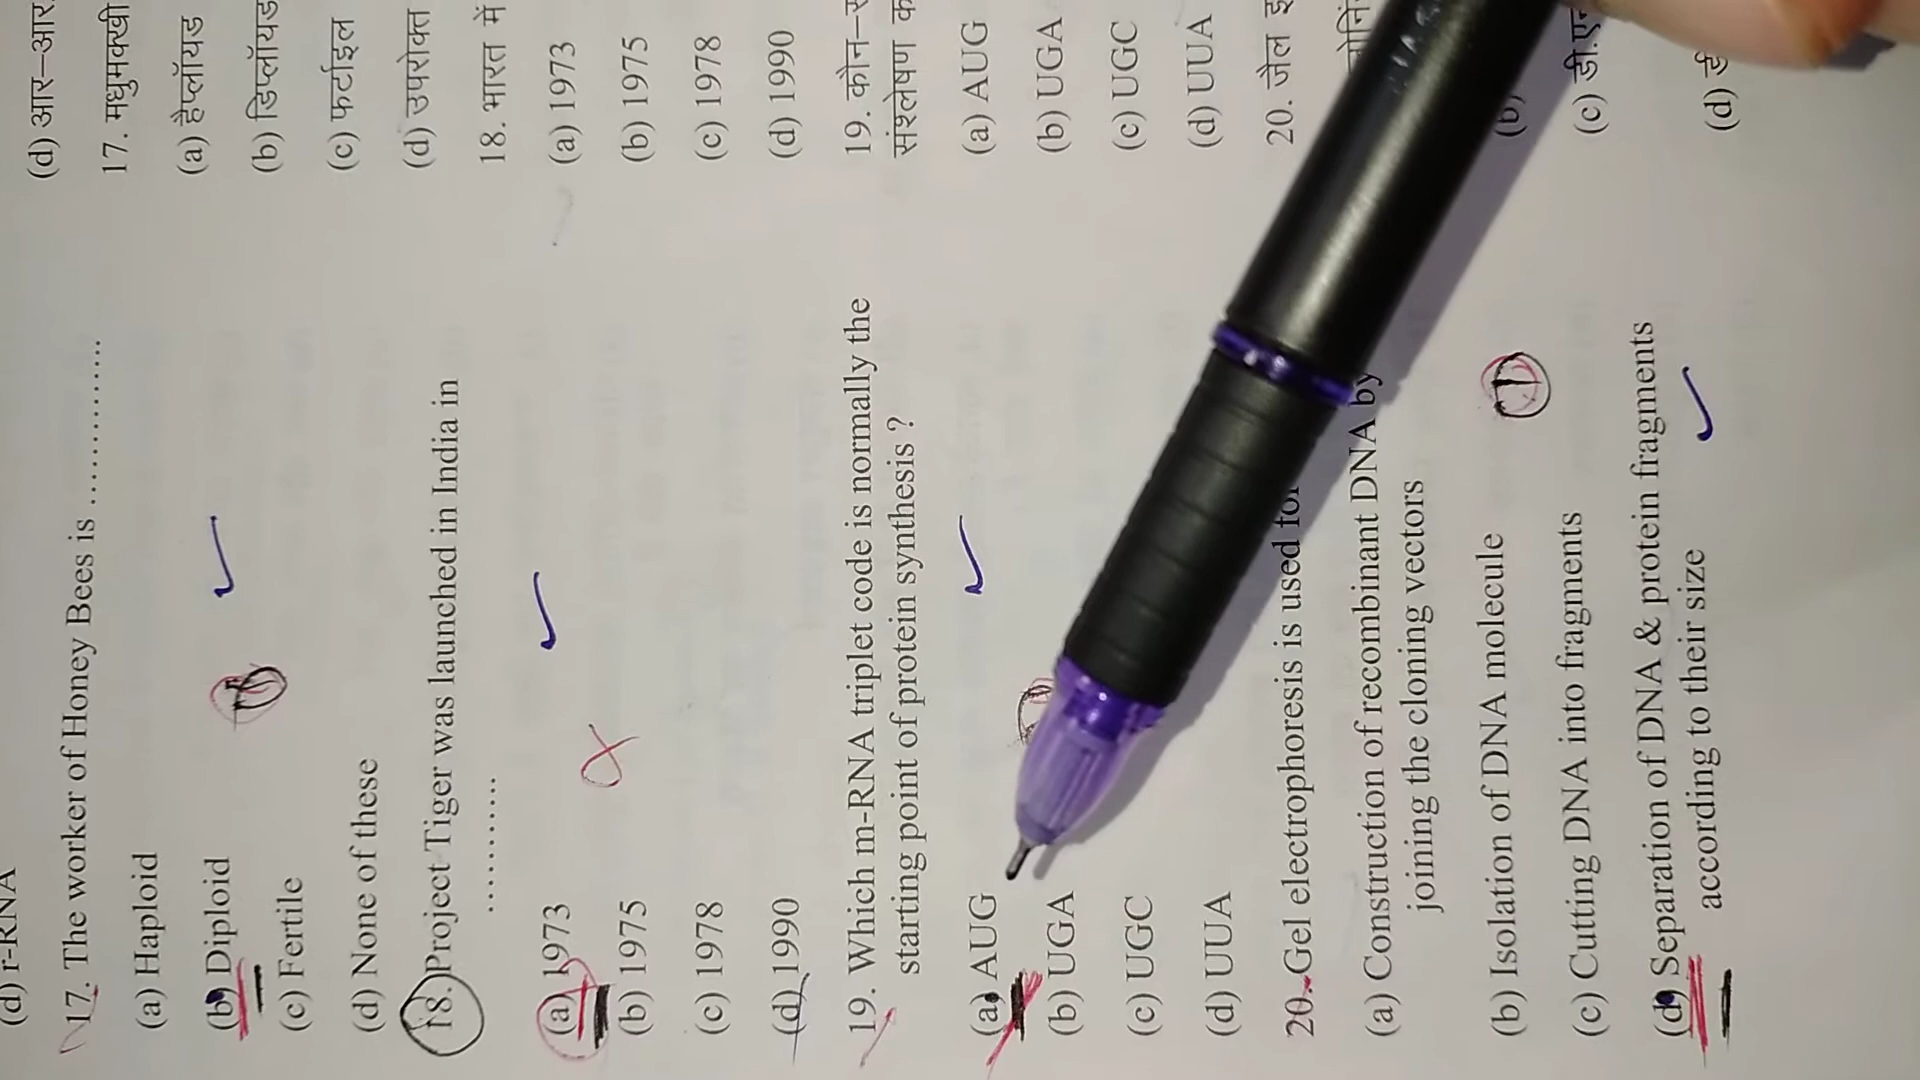 (d) r-RNA
17. The worker of Honey Bees is ............
(a) Haploid
(b) Diploid
(c) Fertile
(d) None of these
18. Project Tiger was launched in India in
..........
(a) 1973
(b) 1975
(c) 1978
(d) 1990
19. Which m-RNA triplet code is normally the
starting point of protein synthesis ?
(a) AUG
(b) UGA
(c) UGC
(d) UUA
20. Gel electrophoresis is used for
(a) Construction of recombinant DNA by
joining the cloning vectors
(b) Isolation of DNA molecule
(c) Cutting DNA into fragments
(d) Separation of DNA & protein fragments
according to their size
(d) आर–आर
17. मधुमक्खी
(a) हैप्लॉयड
(b) डिप्लॉयड
(c) फर्टाइल
(d) उपरोक्त
18. भारत में
(a) 1973
(b) 1975
(c) 1978
(d) 1990
19. कौन–
संश्लेषण
(a) AUG
(b) UGA
(c) UGC
(d) UUA
20. जेल
(b)
(c) डी.एन
(d)